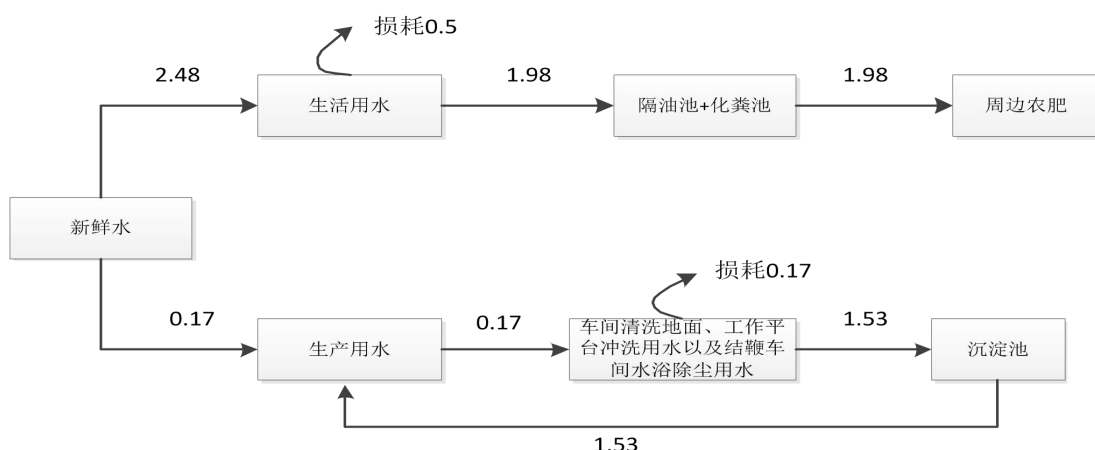 损耗0.5
2.48
1.98
1.98
生活用水
隔油池+化粪池
周边农肥
新鲜水
损耗0.17
0.17
0.17
1.53
生产用水
车间清洗地面、工作平
台冲洗用水以及结鞭车
间水浴除尘用水
沉淀池
1.53